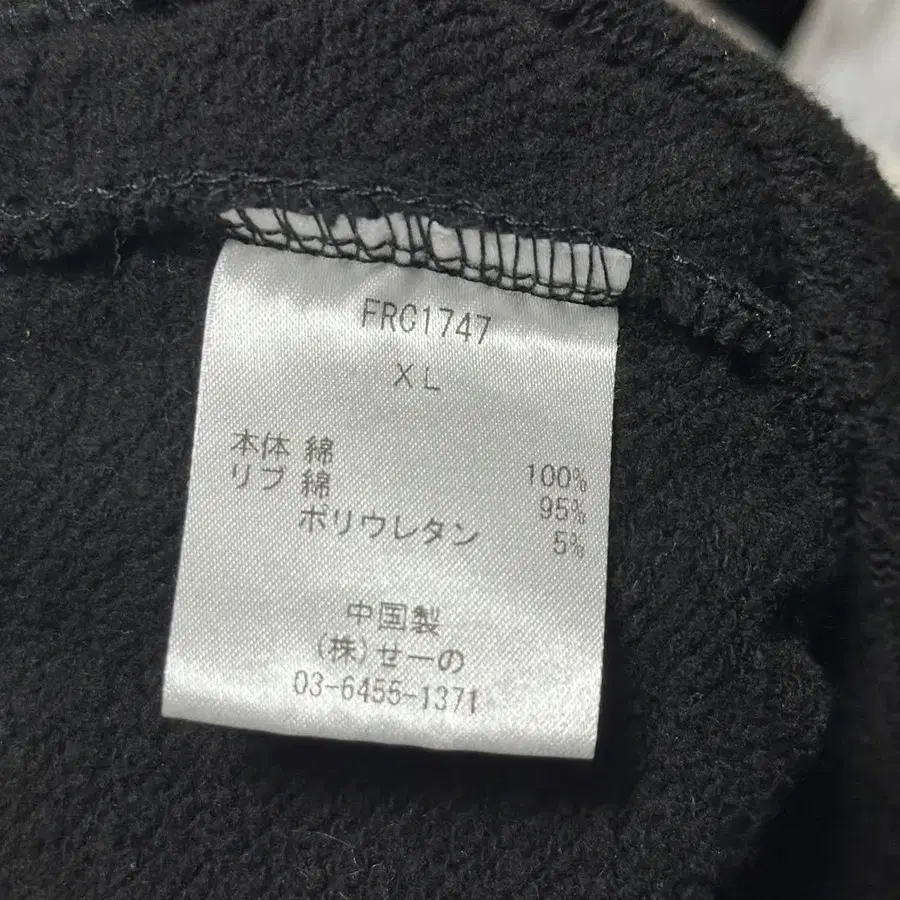 FRC1747
XL
本体 綿 100%
リブ 綿 95%
ポリウレタン 5%
中国製
(株)せーの
03-6455-1371